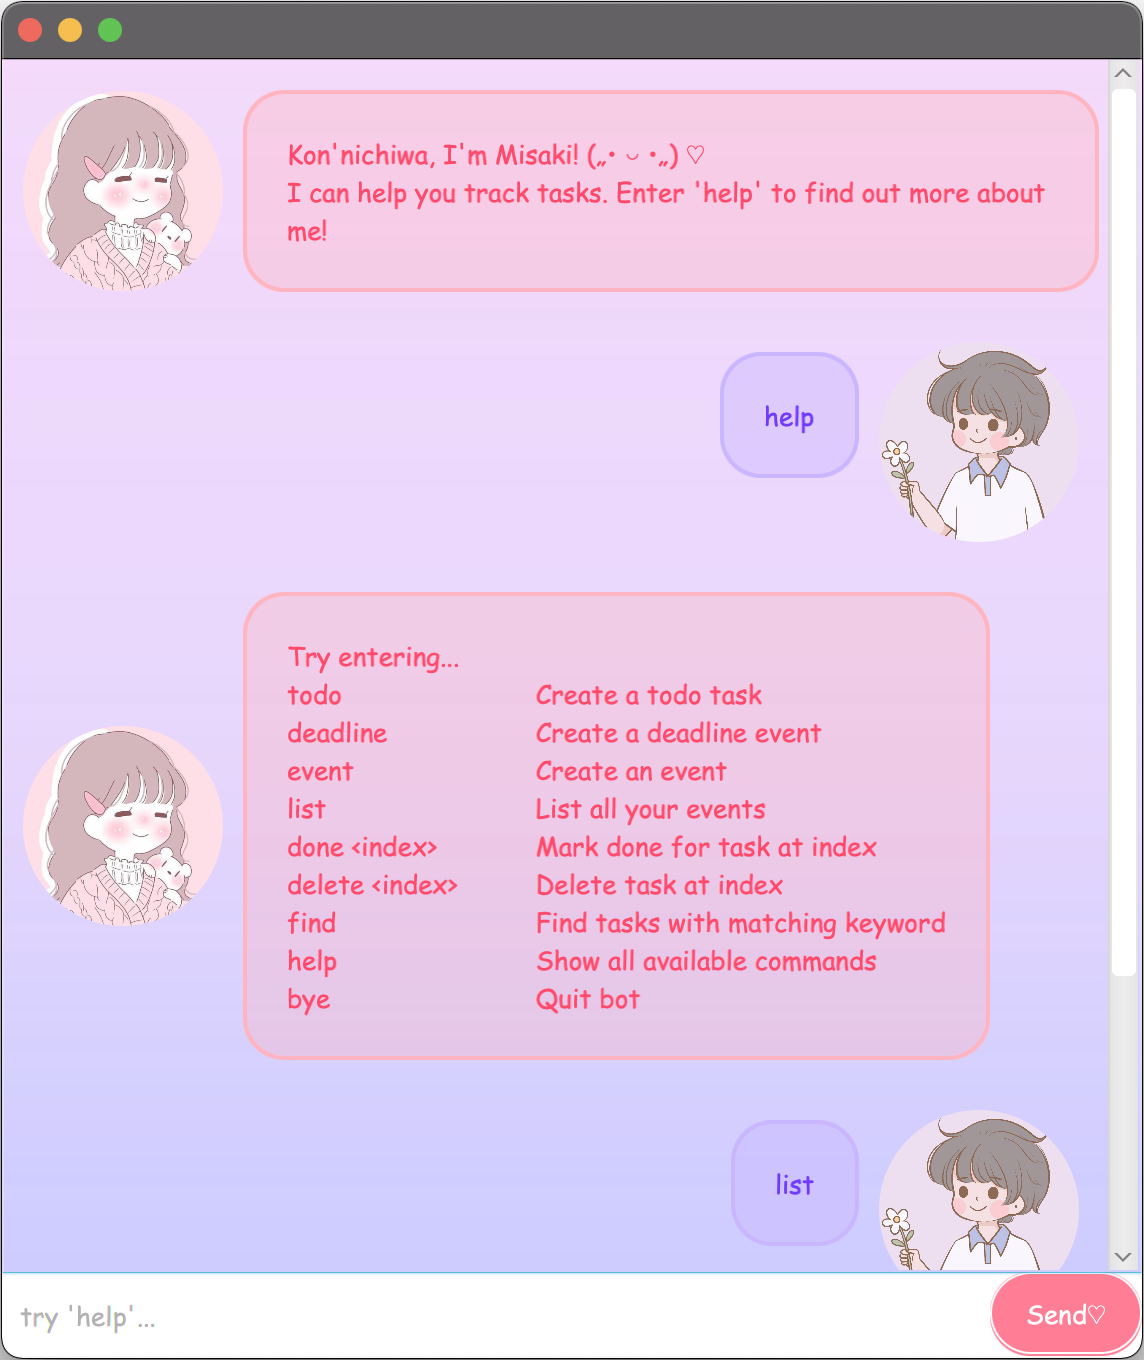 Kon'nichiwa, I'm Misaki! („• ᴗ •„) ♡
I can help you track tasks. Enter 'help' to find out more about
me!
help
Try entering...
todo Create a todo task
deadline Create a deadline event
event Create an event
list List all your events
done <index> Mark done for task at index
delete <index> Delete task at index
find Find tasks with matching keyword
help Show all available commands
bye Quit bot
list
try 'help'...
Send♡